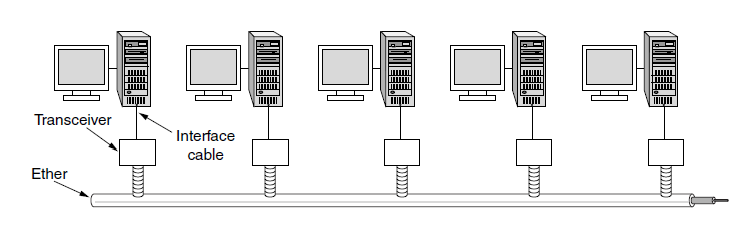 Transceiver
Interface
cable
Ether